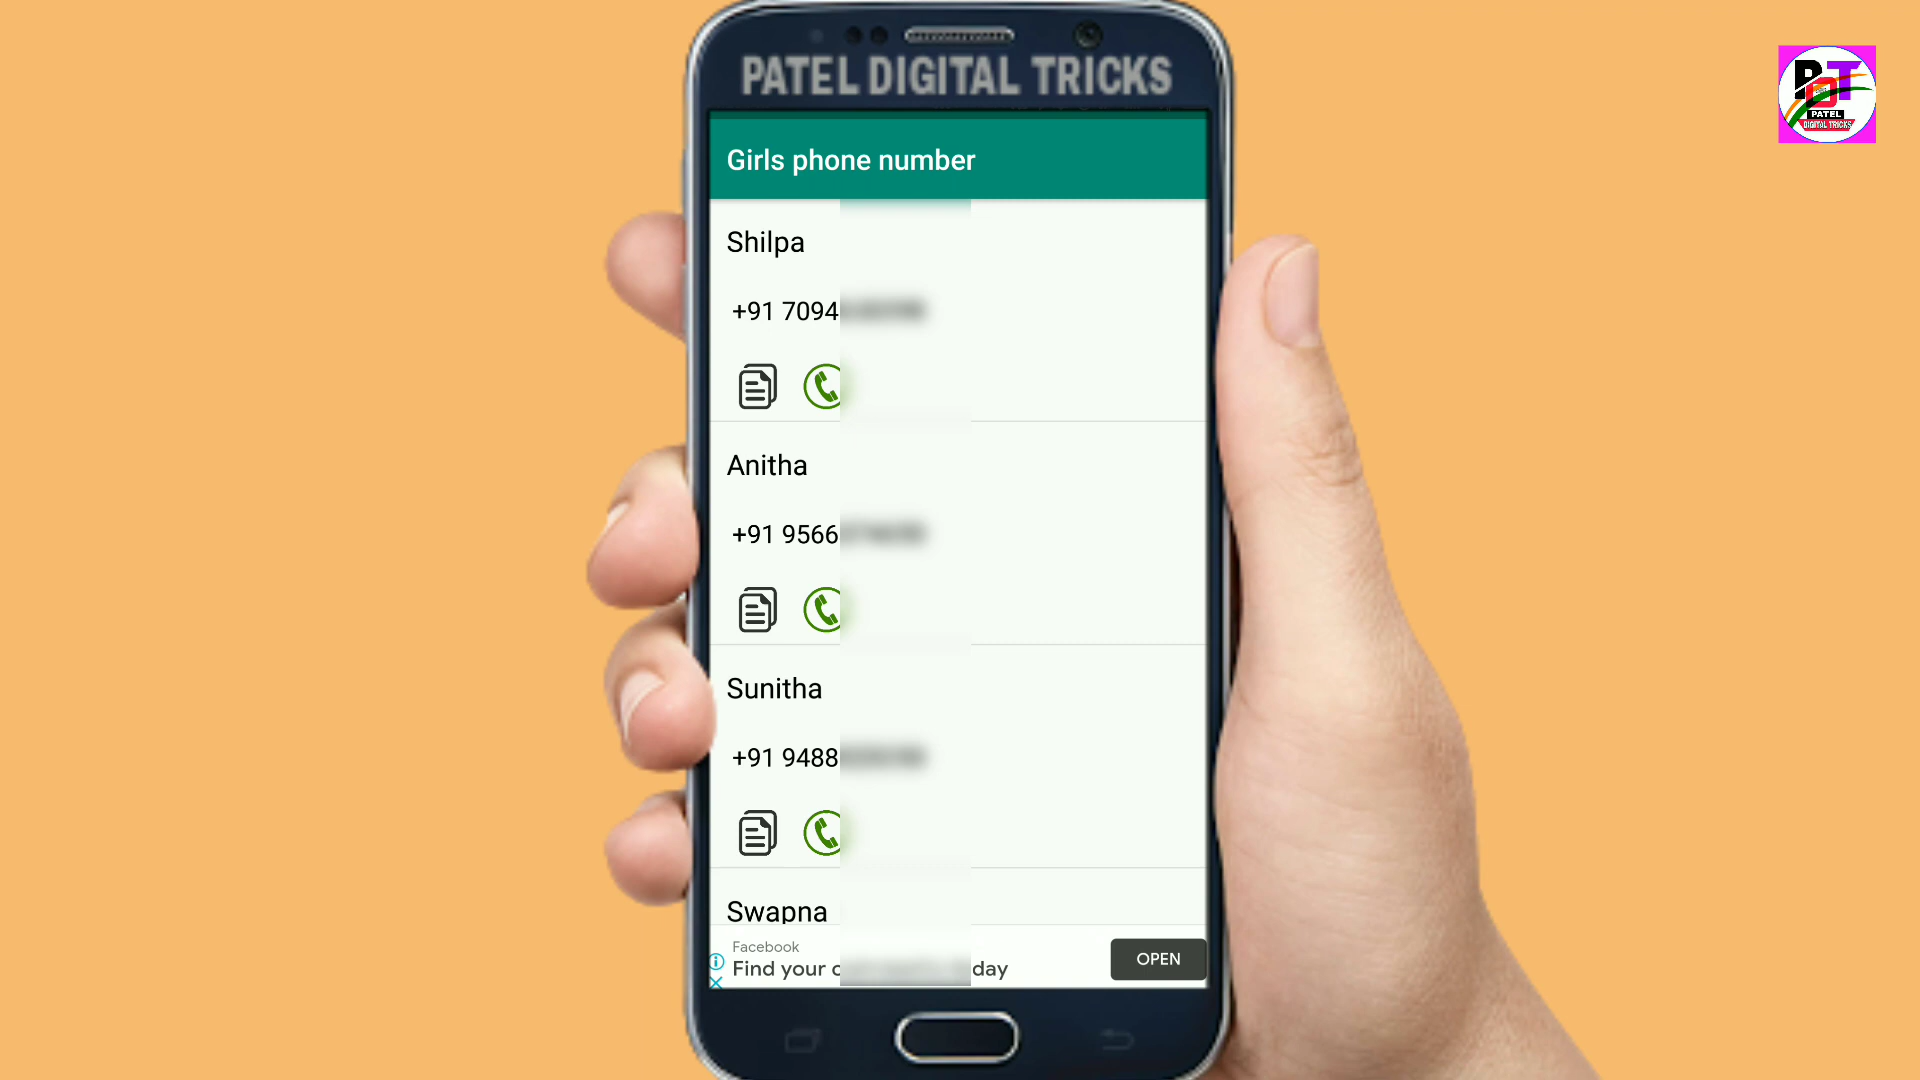 PATEL DIGITAL TRICKS
PDT
PATEL
DIGITAL TRICKS
Girls phone number
Shilpa
+91 7094
Anitha
+91 9566
Sunitha
+91 9488
Swapna
Facebook
Find your
OPEN